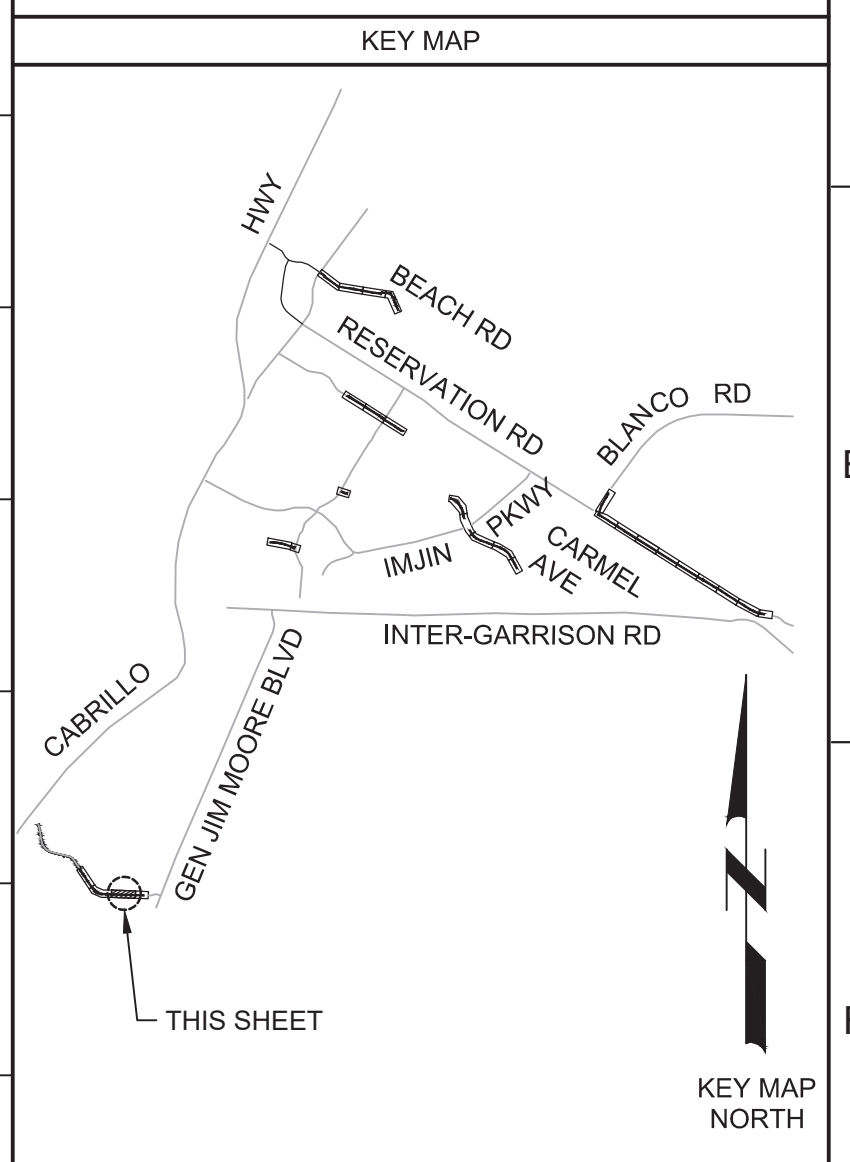 KEY MAP
HWY
BEACH RD
RESERVATION RD
BLANCO RD
PKWY
IMJIN
CARMEL
AVE
INTER-GARRISON RD
CABRILLO
GEN JIM MOORE BLVD
THIS SHEET
KEY MAP
NORTH